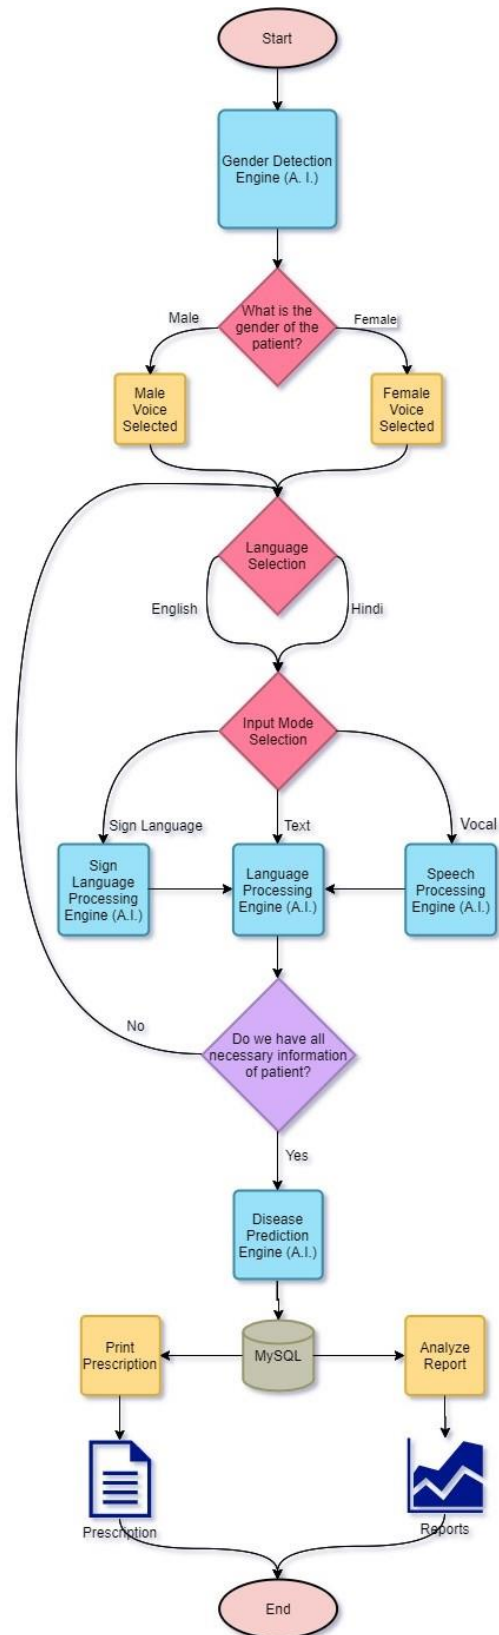 Start
Gender Detection
Engine (A. I.)
What is the
gender of the
patient?
Male
Female
Male
Voice
Selected
Female
Voice
Selected
Language
Selection
English
Hindi
Input Mode
Selection
Sign Language
Text
Vocal
Sign
Language
Processing
Engine (A.I.)
Language
Processing
Engine (A.I.)
Speech
Processing
Engine (A.I.)
Do we have all
necessary information
of patient?
No
Yes
Disease
Prediction
Engine (A.I.)
Print
Prescription
MySQL
Analyze
Report
Prescription
Reports
End